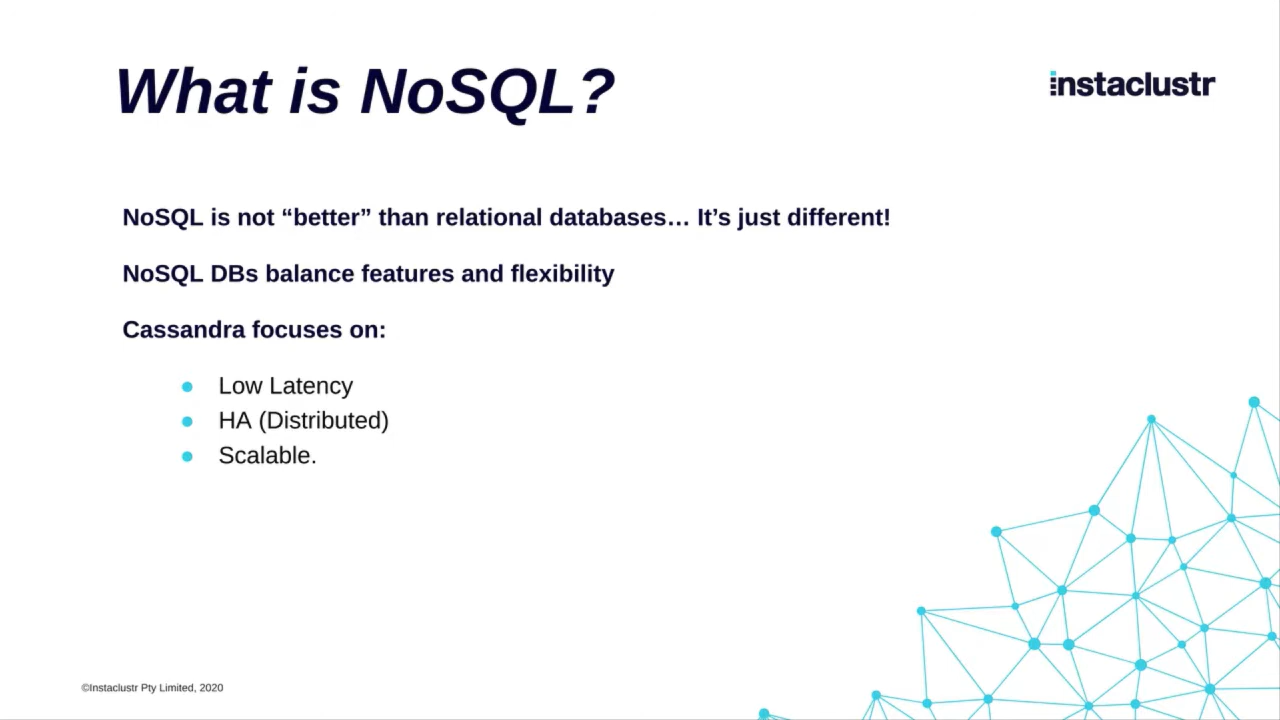 What is NoSQL?
instaclustr
NoSQL is not “better” than relational databases… It’s just different!
NoSQL DBs balance features and flexibility
Cassandra focuses on:
● Low Latency
● HA (Distributed)
● Scalable.
©Instaclustr Pty Limited, 2020